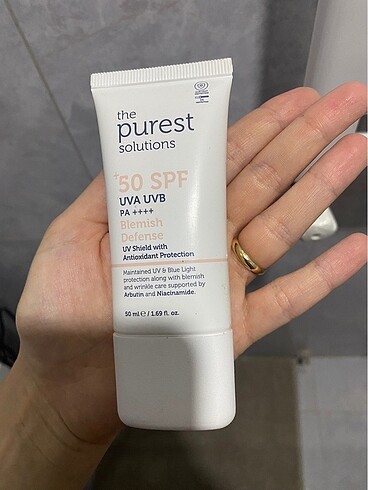 the
purest
solutions
+50 SPF
UVA UVB
PA ++++
Blemish
Defense
UV Shield with
Antioxidant Protection
Maintained UV & Blue Light
protection along with blemish
and wrinkle care supported by
Arbutin and Niacinamide.
50 ml ℮ / 1.69 fl. oz.